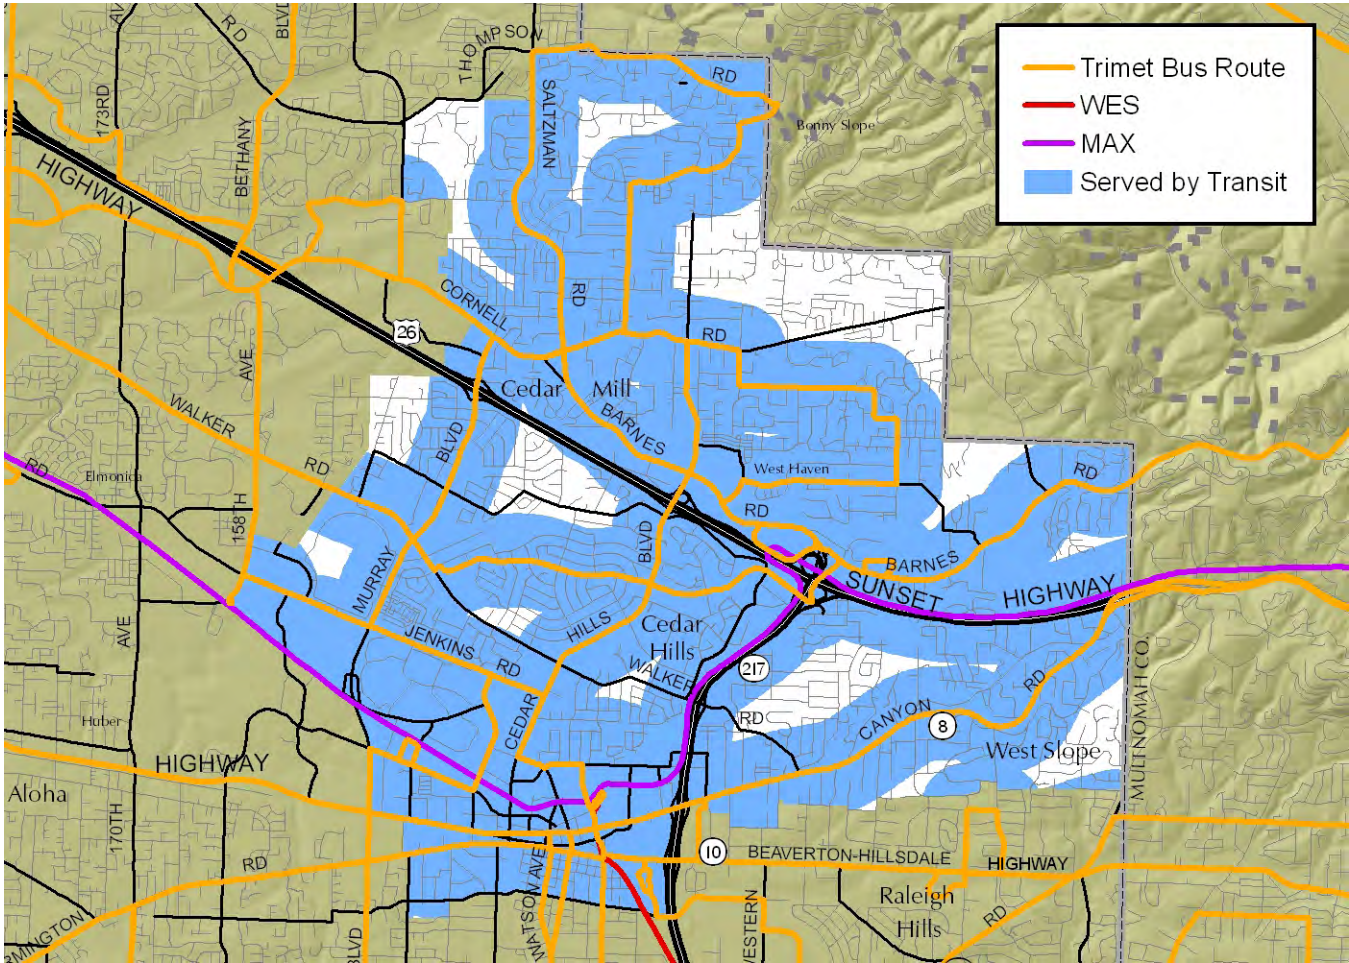 Trimet Bus Route
WES
MAX
Served by Transit
THOMPSON
RD
RD
BLVD
AV
173RD
SALTZMAN
RD
BETHANY
Bonny Slope
HIGHWAY
CORNELL
RD
RD
26
AVE
Cedar Mill
WALKER
BARNES
BLVD
RD
RD
Elmonica
West Haven
RD
158TH
RD
BLVD
BARNES
SUNSET
HIGHWAY
MURRAY
HILLS
Cedar
Hills
JENKINS
RD
WALKER
217
RD
AVE
MULTNOMAH CO.
Huber
CEDAR
RD
CANYON
8
West Slope
HIGHWAY
Aloha
170TH
RD
10
BEAVERTON-HILLSDALE
HIGHWAY
WATSON AVE
Raleigh
Hills
RD
RMINGTON
BLVD
WESTERN